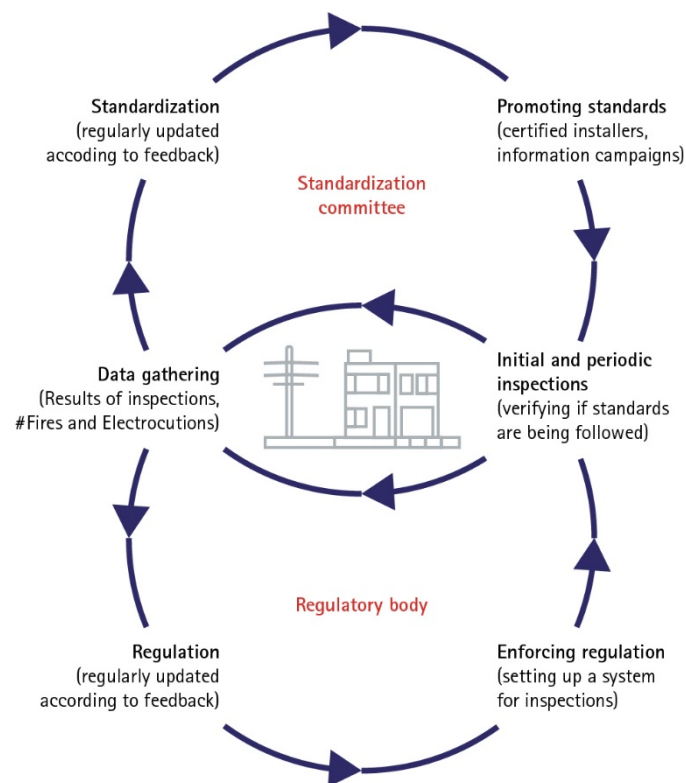 Standardization
(regularly updated
accoding to feedback)
Promoting standards
(certified installers,
information campaigns)
Standardization
committee
Data gathering
(Results of inspections,
#Fires and Electrocutions)
Initial and periodic
inspections
(verifying if standards
are being followed)
Regulatory body
Regulation
(regularly updated
according to feedback)
Enforcing regulation
(setting up a system
for inspections)